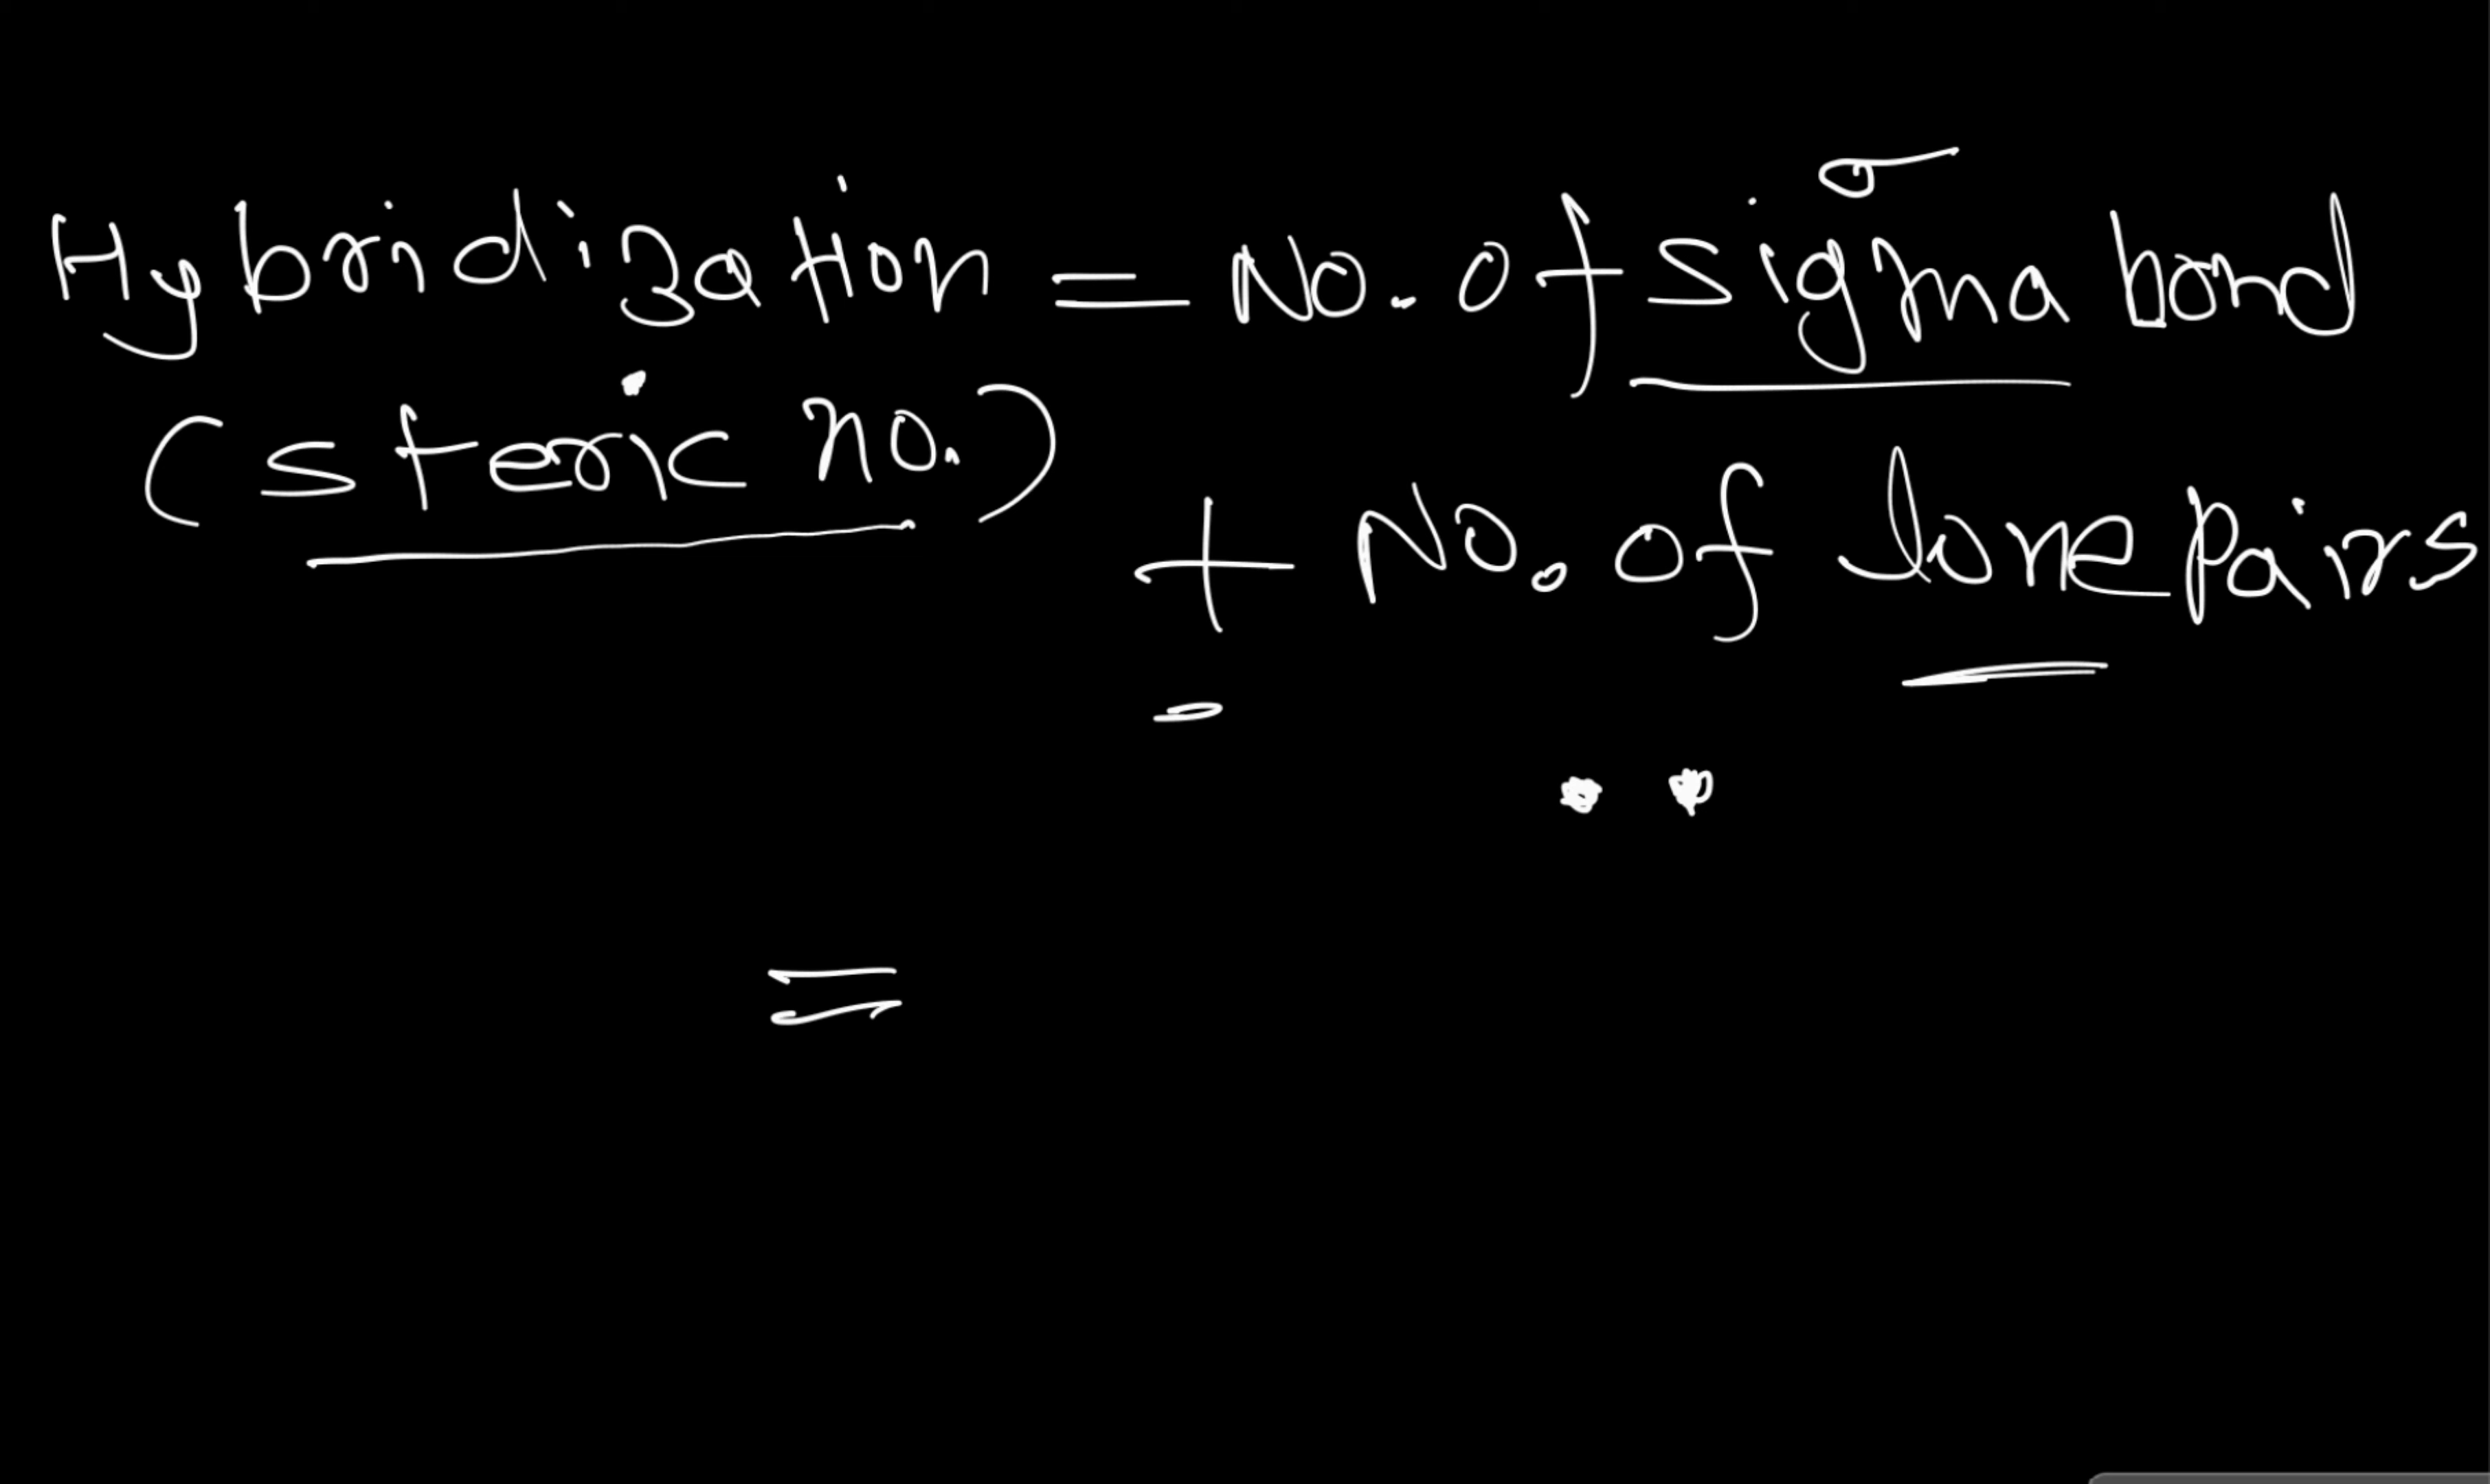 σ
Hybridization = No. of sigma bond
(steric no.)
+ No. of lone pairs
=